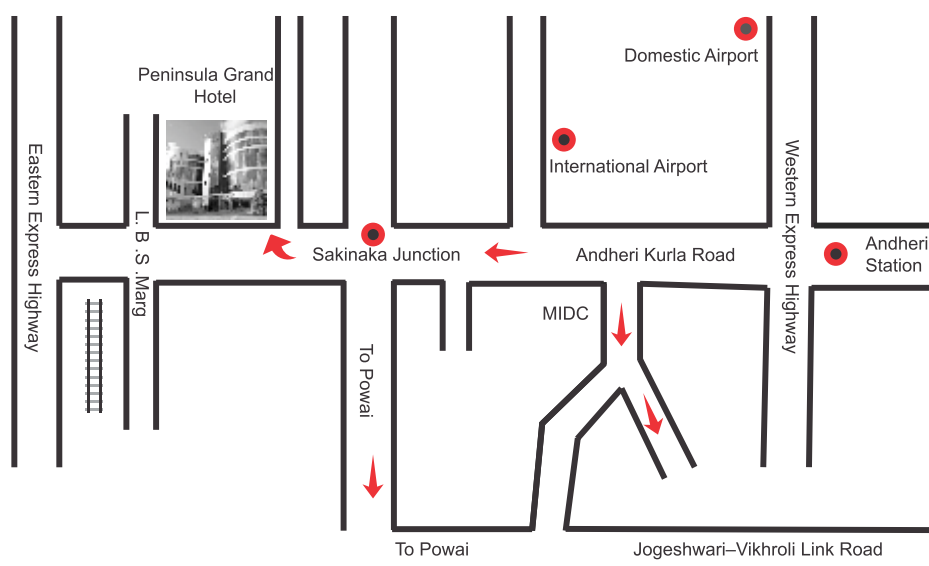 Domestic Airport
Peninsula Grand
Hotel
International Airport
Eastern Express Highway
L. B .S .Marg
Western Express Highway
Sakinaka Junction
Andheri Kurla Road
Andheri
Station
MIDC
To Powai
To Powai
Jogeshwari–Vikhroli Link Road